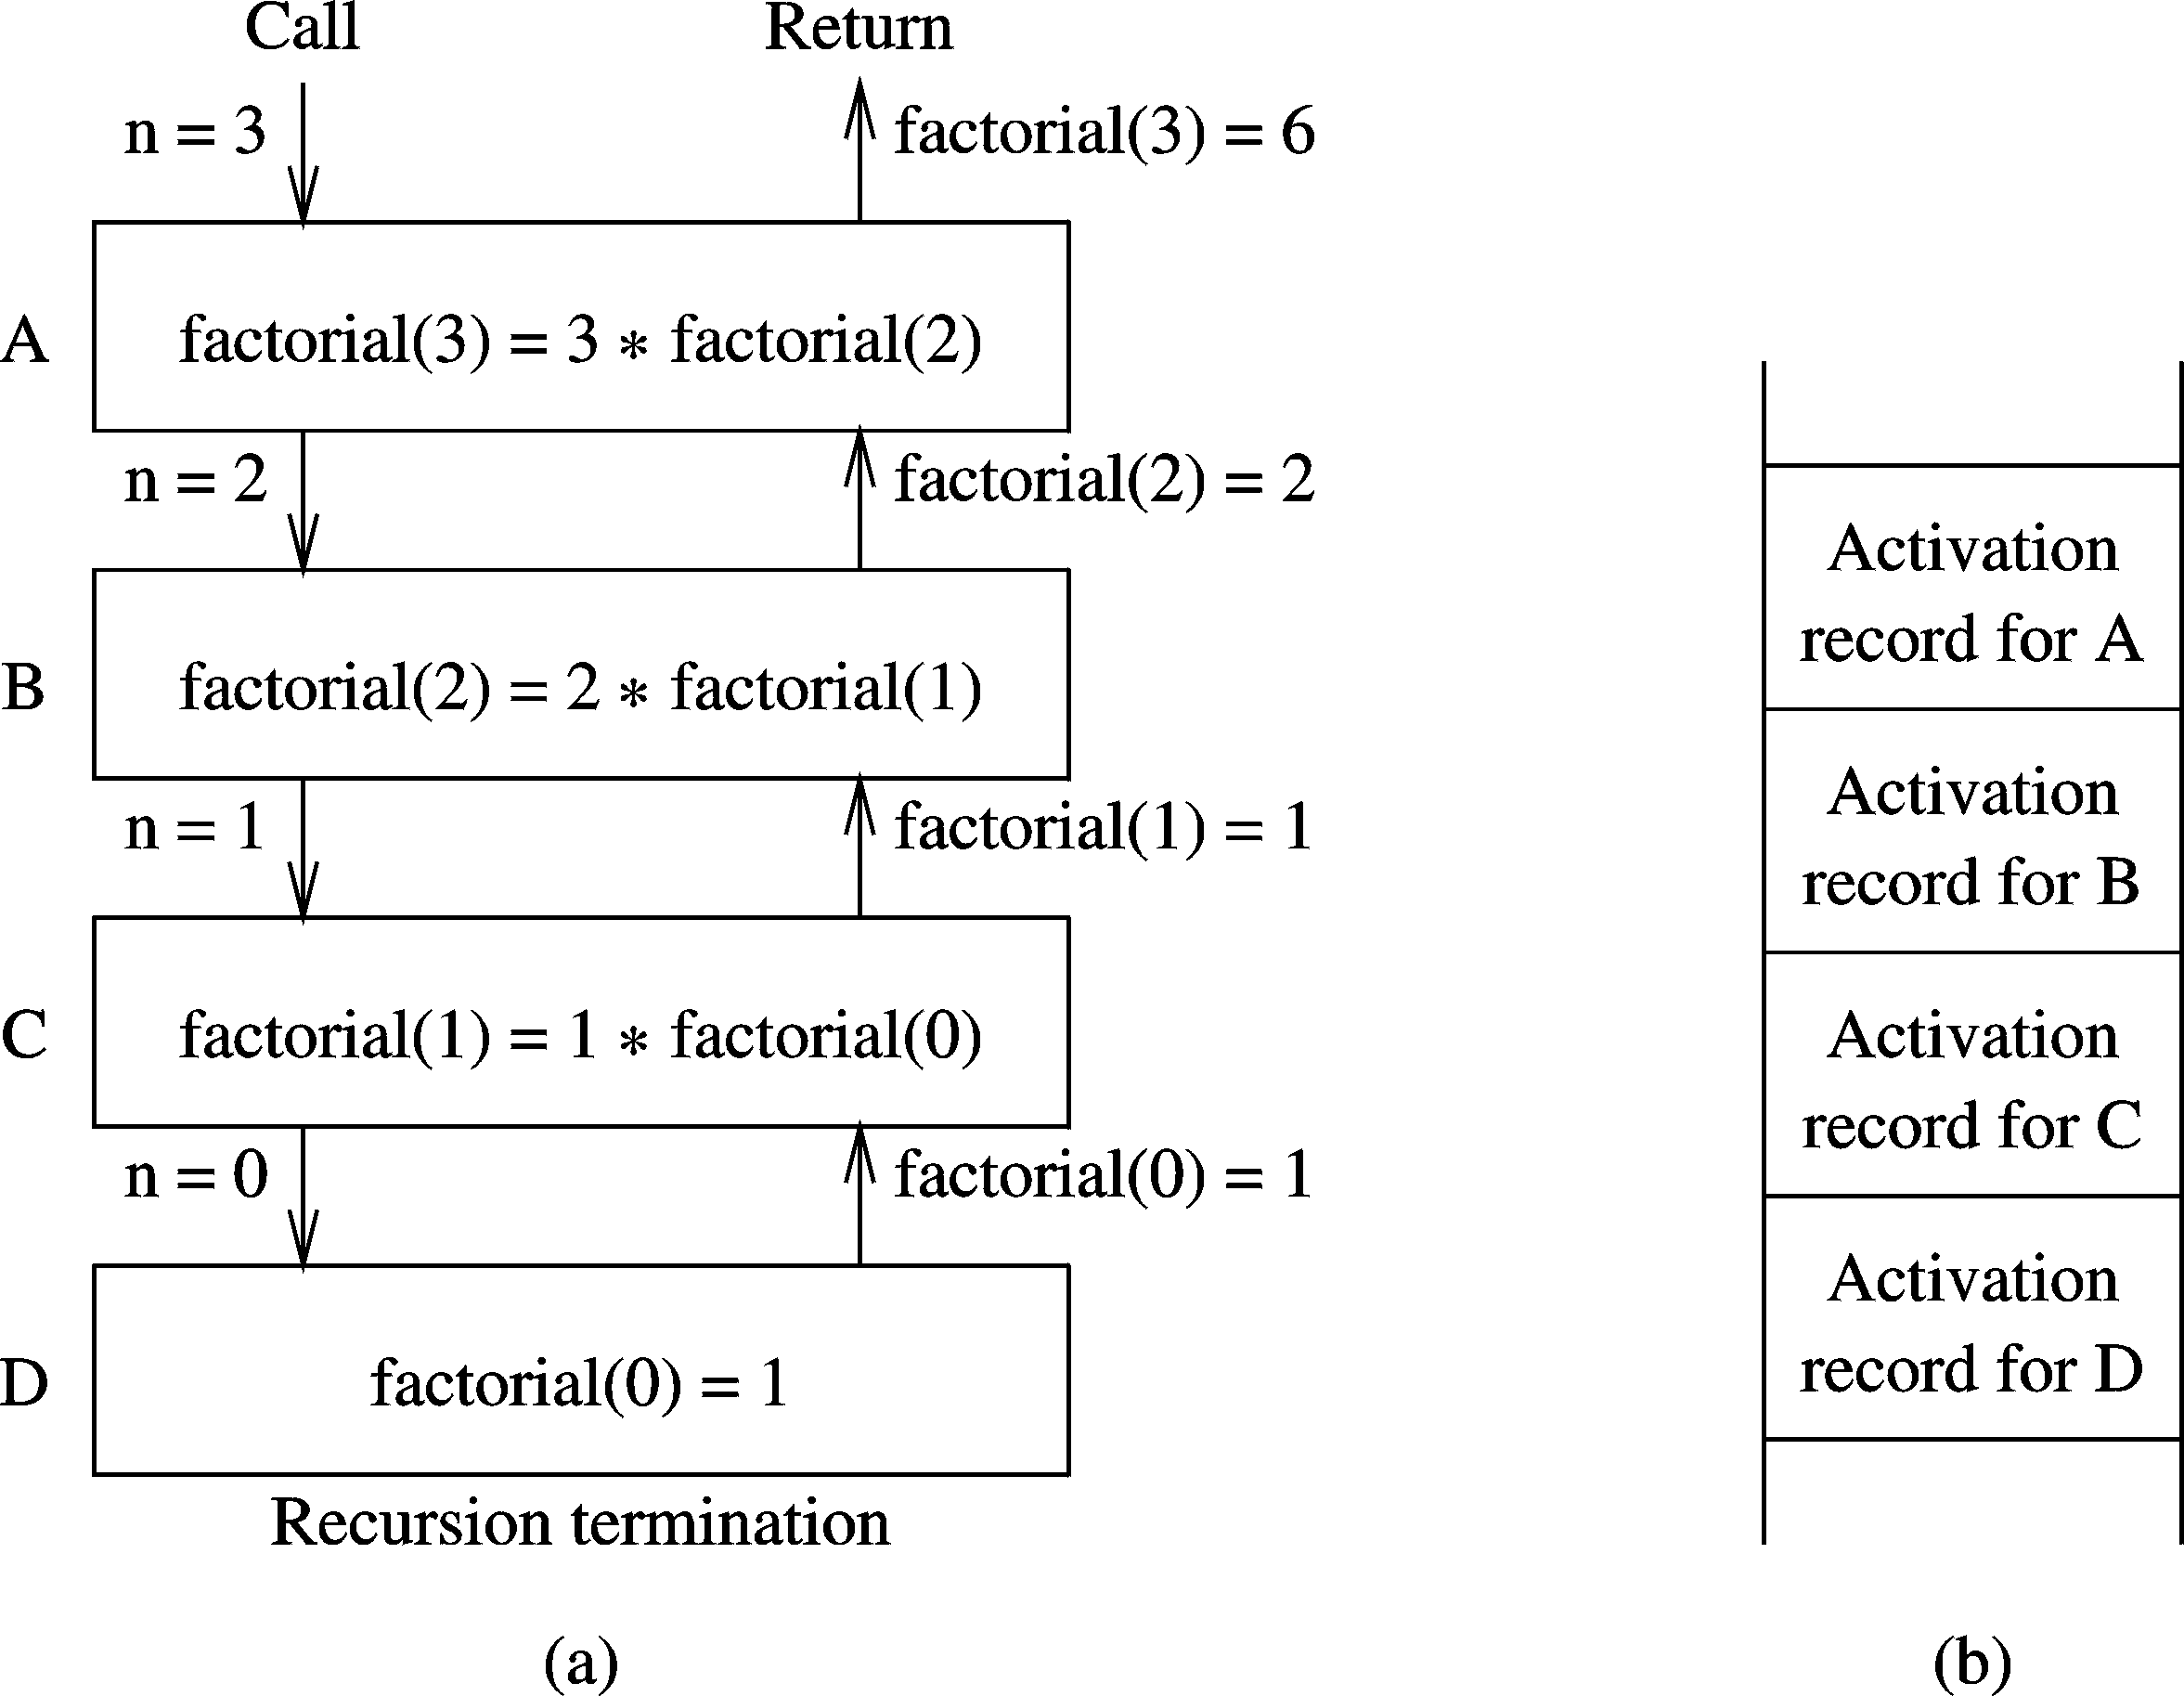 Call
Return
n = 3
factorial(3) = 6
A
factorial(3) = 3 * factorial(2)
n = 2
factorial(2) = 2
B
factorial(2) = 2 * factorial(1)
n = 1
factorial(1) = 1
C
factorial(1) = 1 * factorial(0)
n = 0
factorial(0) = 1
D
factorial(0) = 1
Recursion termination
(a)
Activation
record for A
Activation
record for B
Activation
record for C
Activation
record for D
(b)